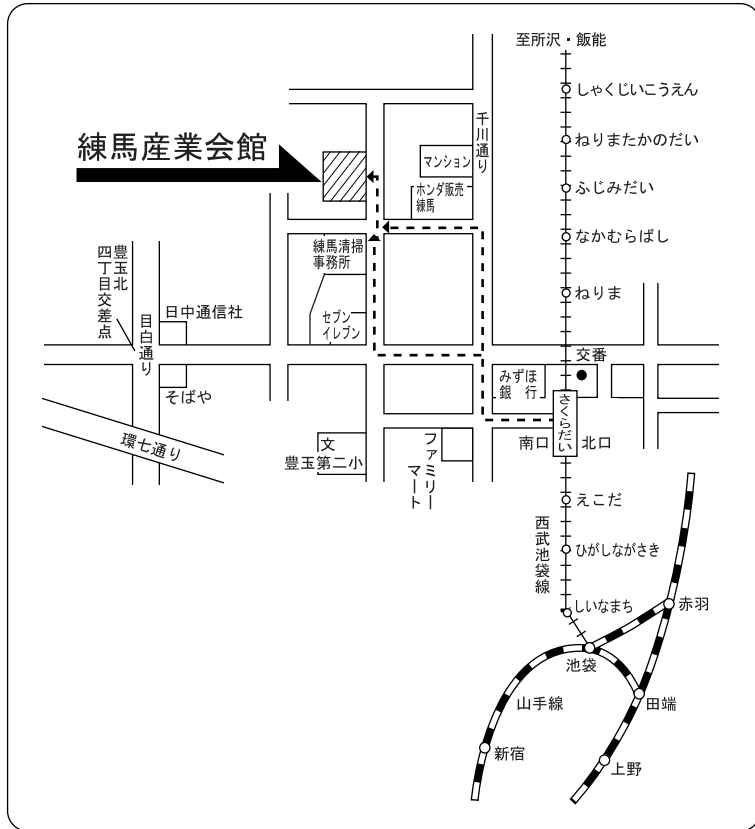 至所沢・飯能
しゃくじいこうえん
千川通り
練馬産業会館
マンション
ねりまたかのだい
ホンダ販売
練馬
ふじみだい
なかむらばし
練馬清掃
事務所
豊玉北
四丁目交差点
目白通り
日中通信社
ねりま
セブン
イレブン
交番
みずほ
銀行
そばや
さくらだい
環七通り
文
豊玉第二小
ファミリー
マート
南口
北口
えこだ
西武池袋線
ひがしながさき
しいなまち
赤羽
池袋
山手線
田端
新宿
上野